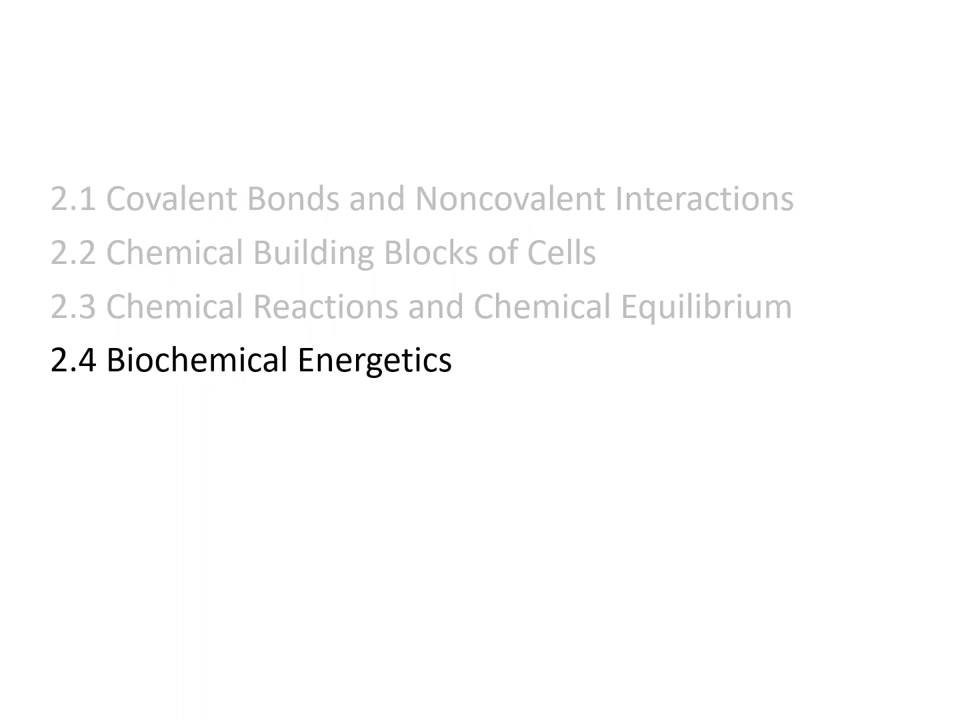 2.1 Covalent Bonds and Noncovalent Interactions
2.2 Chemical Building Blocks of Cells
2.3 Chemical Reactions and Chemical Equilibrium
2.4 Biochemical Energetics